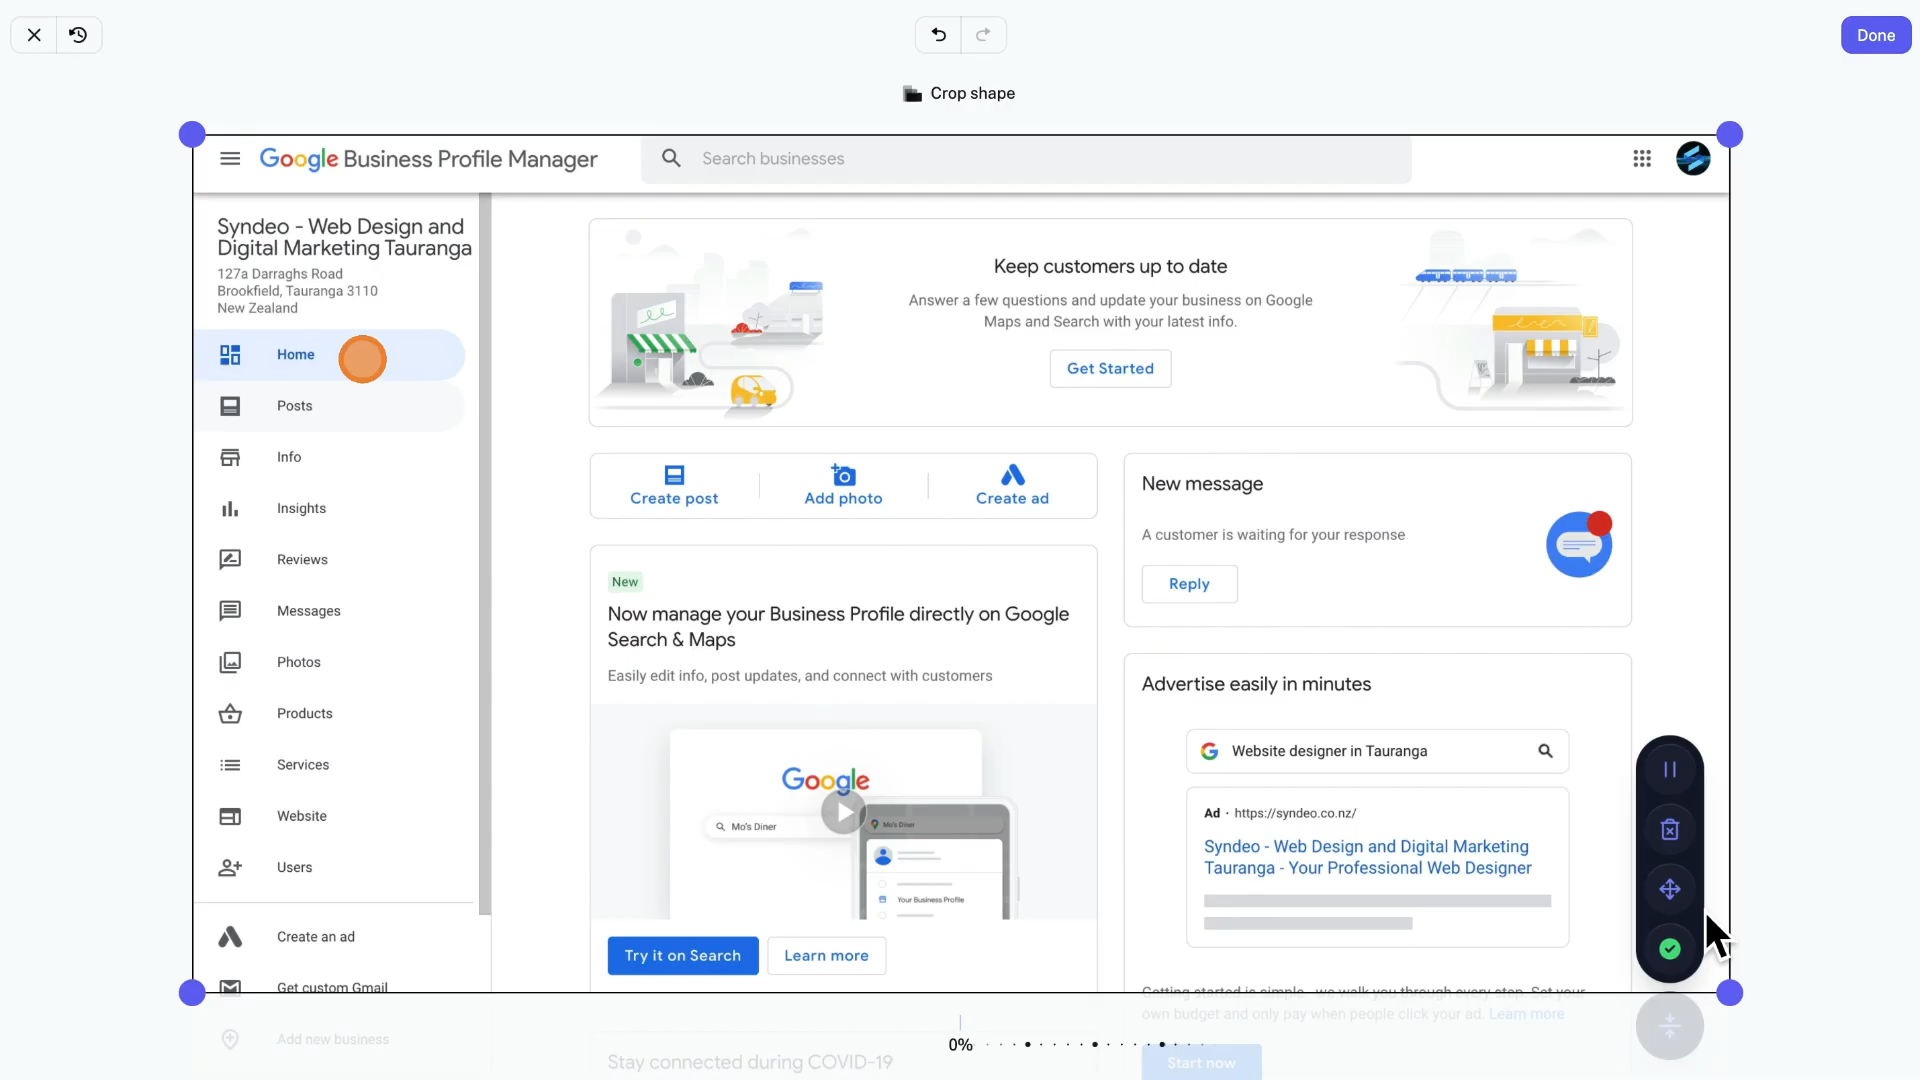 Done
Crop shape
Google Business Profile Manager
Search businesses
Syndeo - Web Design and
Digital Marketing Tauranga
127a Darraghs Road
Brookfield, Tauranga 3110
New Zealand
Home
Posts
Info
Insights
Reviews
Messages
Photos
Products
Services
Website
Users
Create an ad
Get custom Gmail
Add new business
Keep customers up to date
Answer a few questions and update your business on Google
Maps and Search with your latest info.
Get Started
Create post
Add photo
Create ad
New
Now manage your Business Profile directly on Google
Search & Maps
Easily edit info, post updates, and connect with customers
Google
Mo's Diner
Mo's Diner
Your Business Profile
Try it on Search
Learn more
Stay connected during COVID-19
New message
A customer is waiting for your response
Reply
Advertise easily in minutes
Website designer in Tauranga
Ad · https://syndeo.co.nz/
Syndeo - Web Design and Digital Marketing
Tauranga - Your Professional Web Designer
Getting started is simple - we walk you through every step. Set your
own budget and only pay when people click your ad. Learn more
Start now
0%